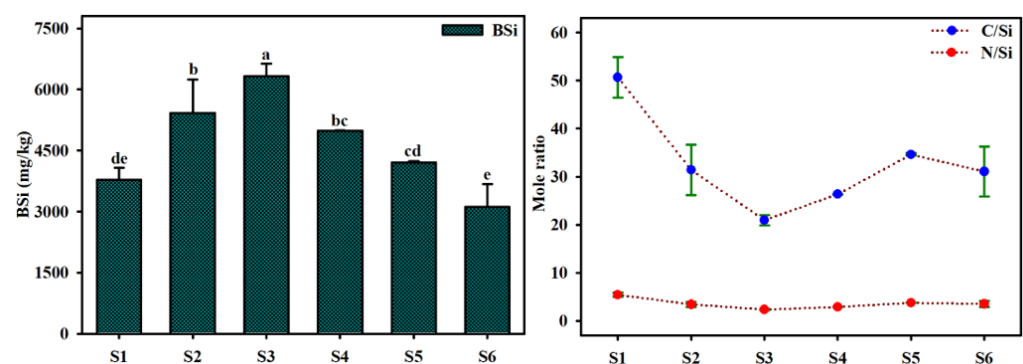 7500
6000
4500
3000
1500
0
BSi (mg/kg)
BSi
de
b
a
bc
cd
e
S1 S2 S3 S4 S5 S6
60
50
40
30
20
10
0
Mole ratio
C/Si
N/Si
S1 S2 S3 S4 S5 S6